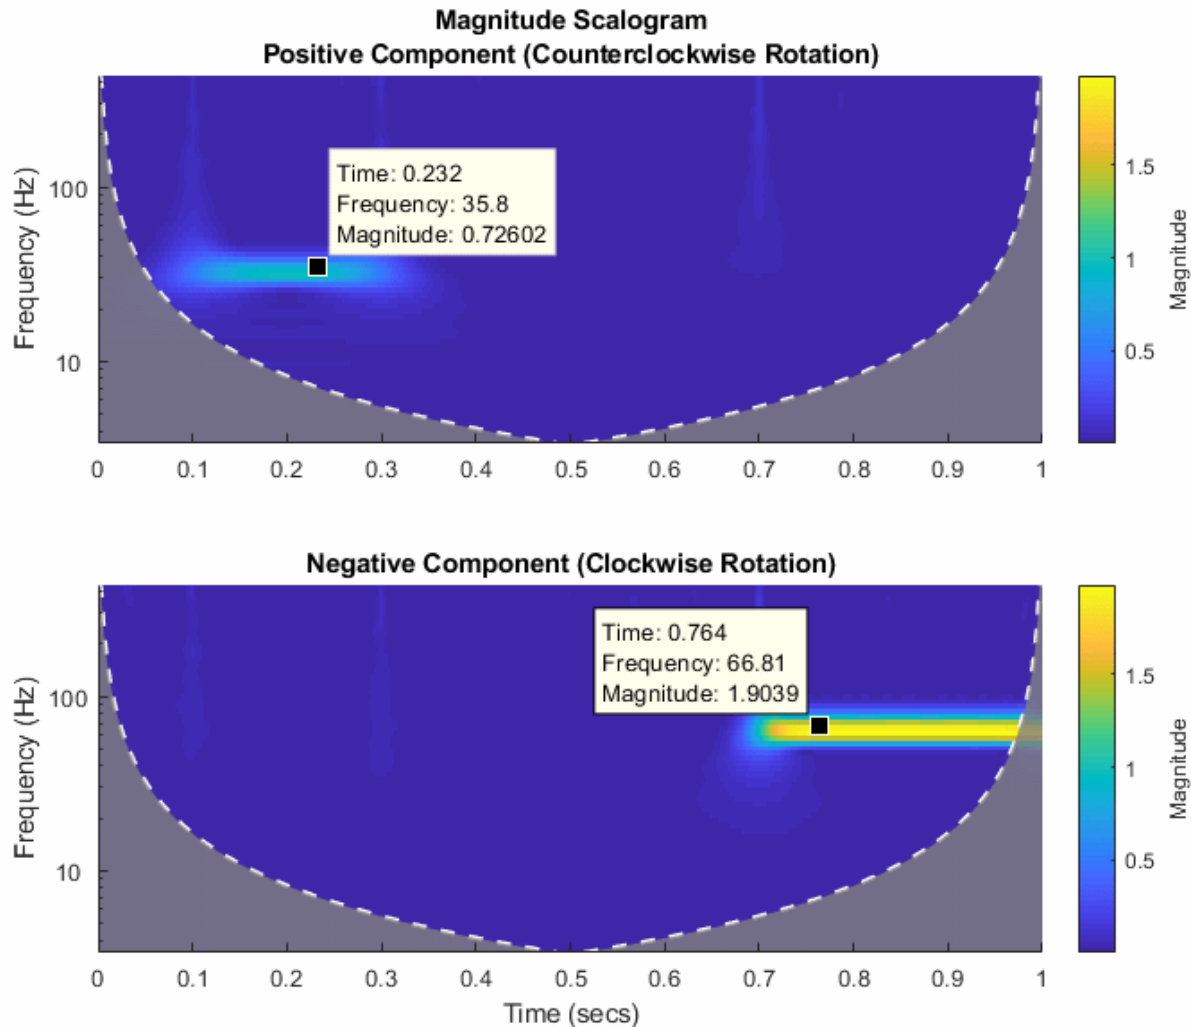 Magnitude Scalogram
Positive Component (Counterclockwise Rotation)
Frequency (Hz)
100
10
Time: 0.232
Frequency: 35.8
Magnitude: 0.72602
0 0.1 0.2 0.3 0.4 0.5 0.6 0.7 0.8 0.9 1
1.5
1
0.5
Magnitude
Negative Component (Clockwise Rotation)
Frequency (Hz)
100
10
Time: 0.764
Frequency: 66.81
Magnitude: 1.9039
0 0.1 0.2 0.3 0.4 0.5 0.6 0.7 0.8 0.9 1
Time (secs)
1.5
1
0.5
Magnitude